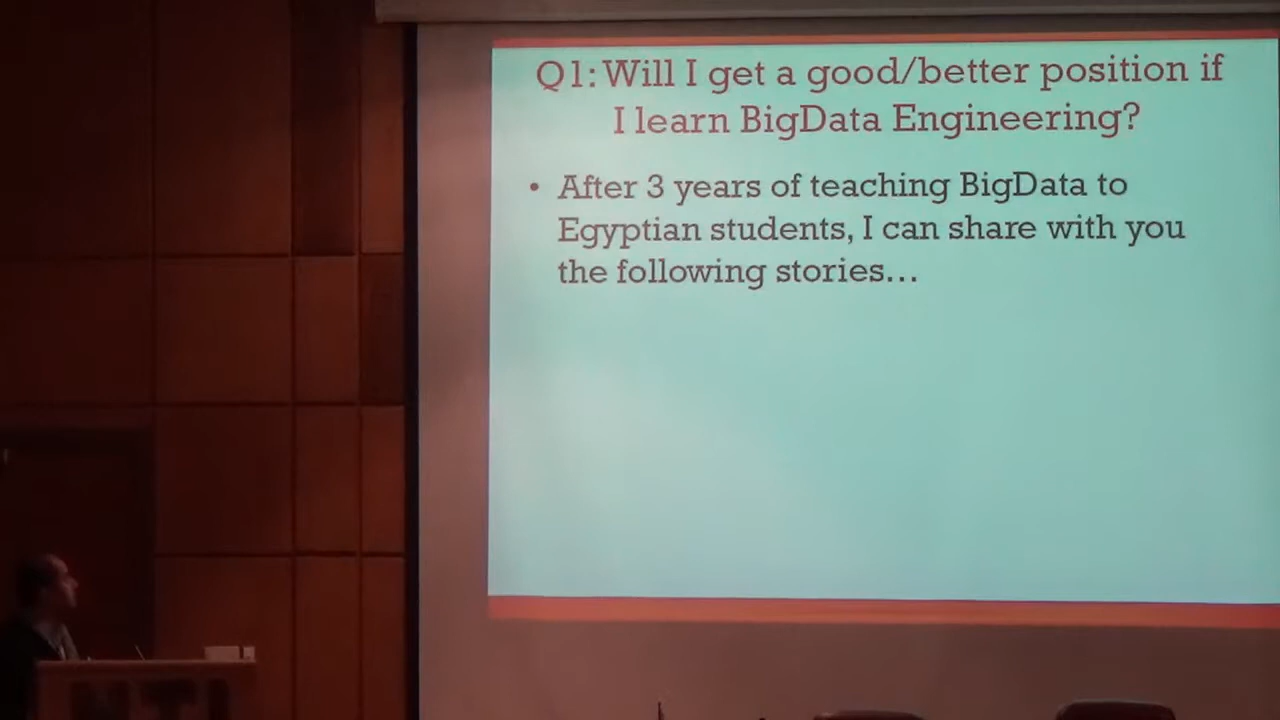 Q1: Will I get a good/better position if
I learn BigData Engineering?
• After 3 years of teaching BigData to
Egyptian students, I can share with you
the following stories...